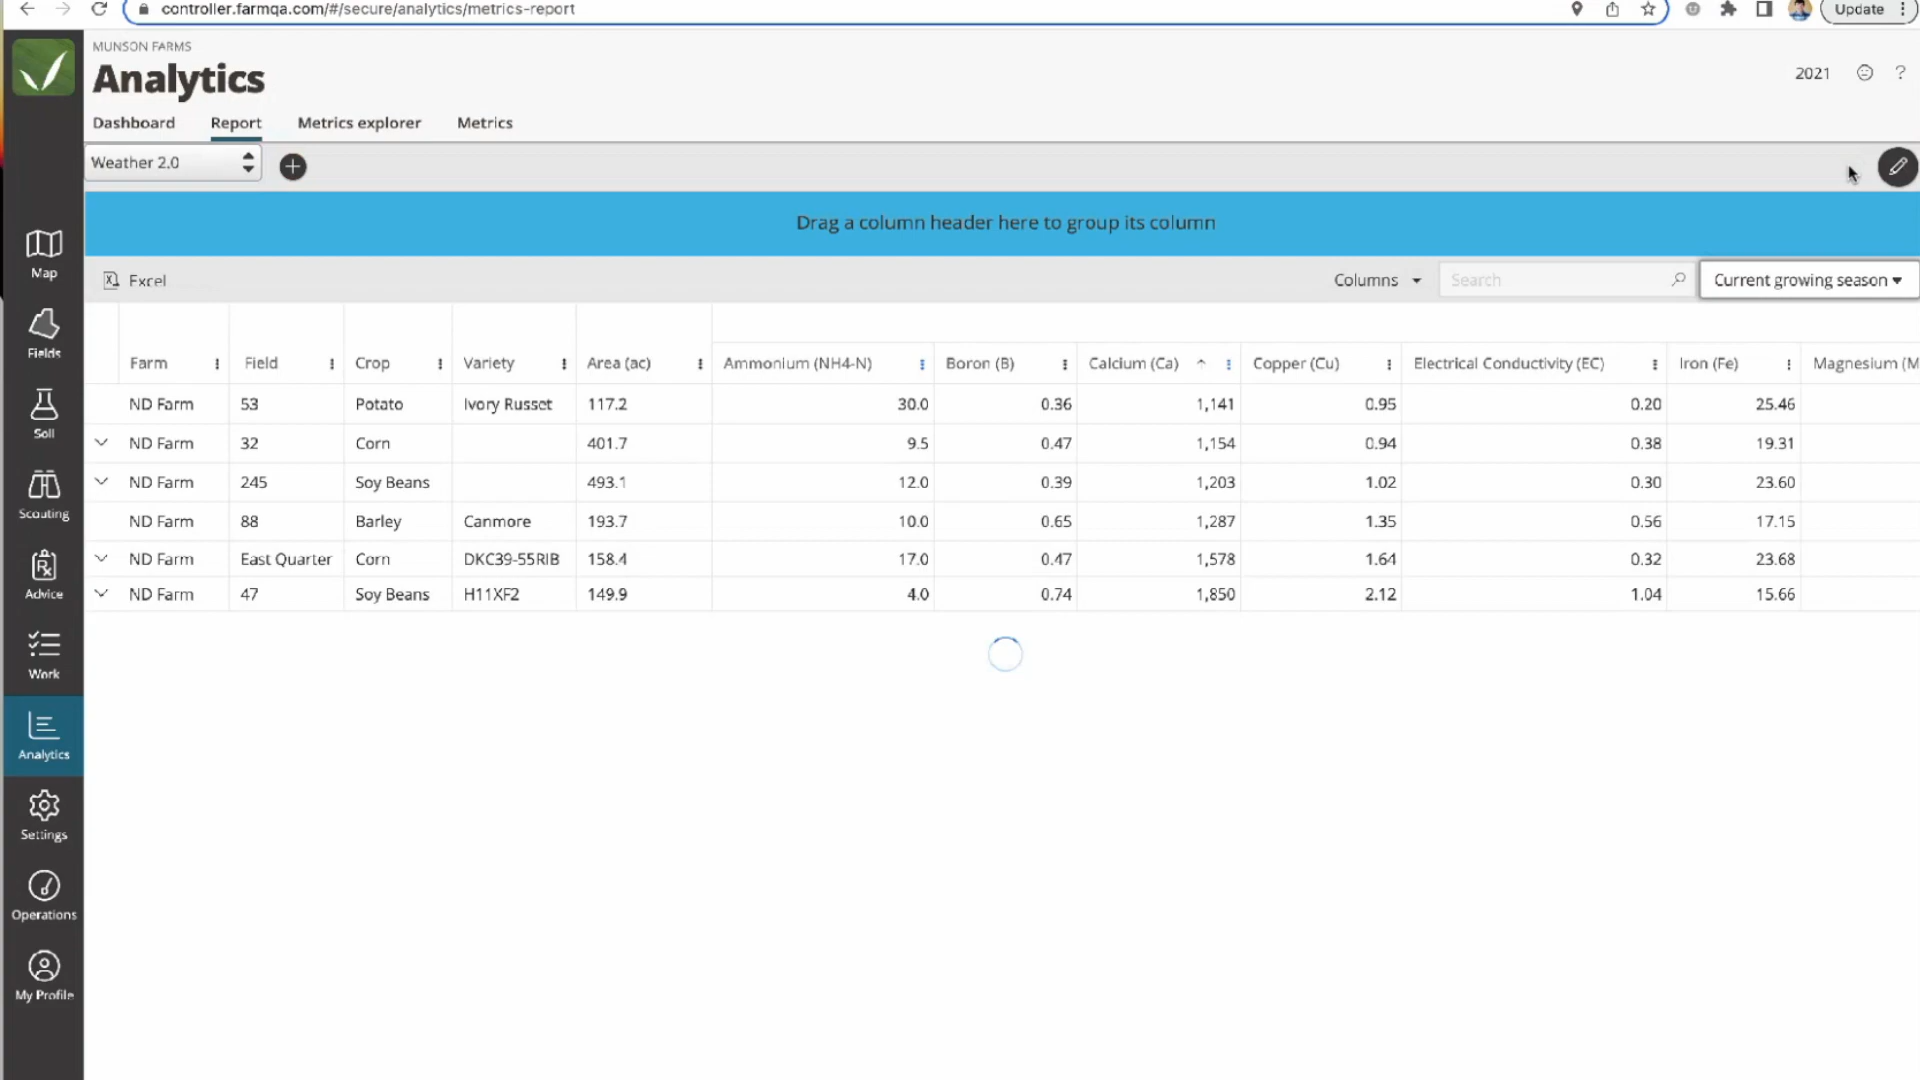 controller.farmqa.com/#/secure/analytics/metrics-report
Update
MUNSON FARMS
Analytics
2021
?
Dashboard Report Metrics explorer Metrics
Weather 2.0
Drag a column header here to group its column
Excel
Columns
Search
Current growing season
Farm Field Crop Variety Area (ac) Ammonium (NH4-N) Boron (B) Calcium (Ca) Copper (Cu) Electrical Conductivity (EC) Iron (Fe) Magnesium (M
ND Farm 53 Potato Ivory Russet 117.2 30.0 0.36 1,141 0.95 0.20 25.46
ND Farm 32 Corn 401.7 9.5 0.47 1,154 0.94 0.38 19.31
ND Farm 245 Soy Beans 493.1 12.0 0.39 1,203 1.02 0.30 23.60
ND Farm 88 Barley Canmore 193.7 10.0 0.65 1,287 1.35 0.56 17.15
ND Farm East Quarter Corn DKC39-55RIB 158.4 17.0 0.47 1,578 1.64 0.32 23.68
ND Farm 47 Soy Beans H11XF2 149.9 4.0 0.74 1,850 2.12 1.04 15.66
Map
Fields
Soil
Scouting
Advice
Work
Analytics
Settings
Operations
My Profile